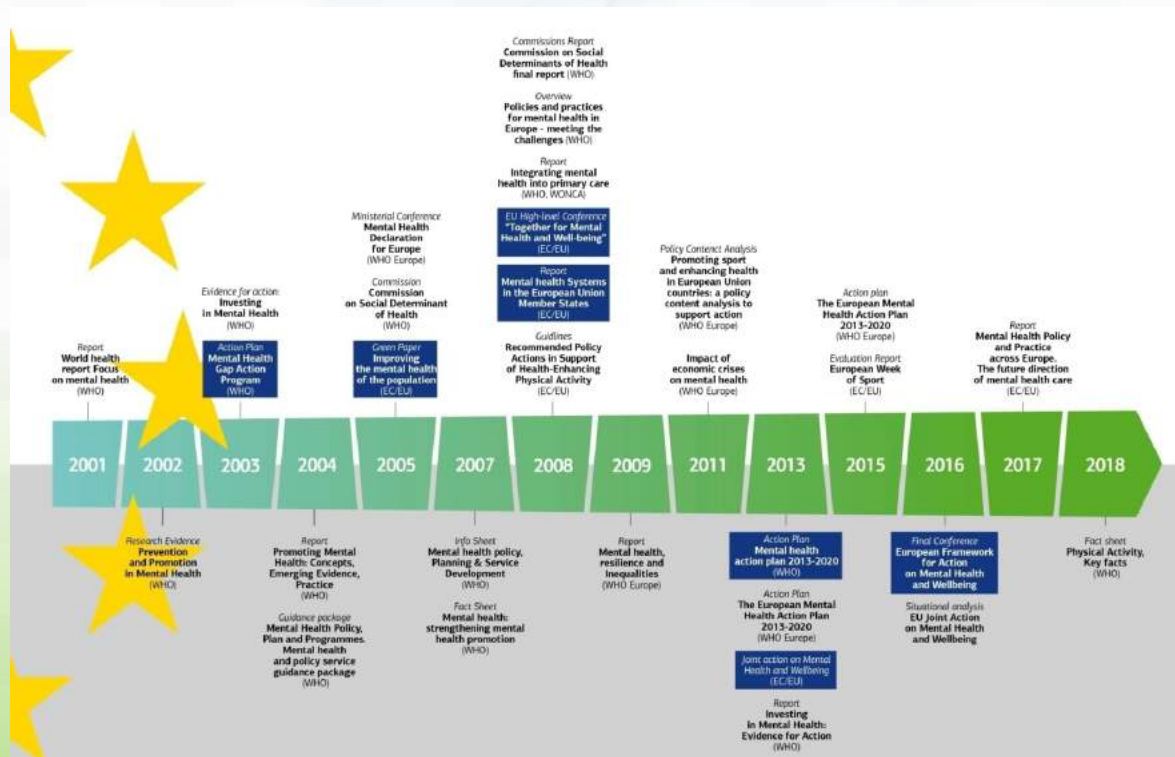 Commissions Report
Commission on Social
Determinants of Health
final report (WHO)
Overview
Policies and practices
for mental health in
Europe - meeting the
challenges (WHO)
Report
Integrating mental
health into primary care
(WHO, WONCA)
EU High-level Conference
"Together for Mental
Health and Well-being"
(EC/EU)
Report
Mental health Systems
in the European Union
Member States
(EC/EU)
Guidlines
Recommended Policy
Actions in Support
of Health-Enhancing
Physical Activity
(EC/EU)
Ministerial Conference
Mental Health
Declaration
for Europe
(WHO Europe)
Commission
Commission
on Social Determinant
of Health
(WHO)
Green Paper
Improving
the mental health
of the population
(EC/EU)
Evidence for action:
Investing
in Mental Health
(WHO)
Action Plan
Mental Health
Gap Action
Program
(WHO)
Report
World health
report Focus
on mental health
(WHO)
Policy Contenct Analysis
Promoting sport
and enhancing health
in European Union
countries: a policy
content analysis to
support action
(WHO Europe)
Impact of
economic crises
on mental health
(WHO Europe)
Action plan
The European Mental
Health Action Plan
2013-2020
(WHO Europe)
Evaluation Report
European Week
of Sport
(EC/EU)
Report
Mental Health Policy
and Practice
across Europe.
The future direction
of mental health care
(EC/EU)
2001 2002 2003 2004 2005 2007 2008 2009 2011 2013 2015 2016 2017 2018
Research Evidence
Prevention
and Promotion
in Mental Health
(WHO)
Report
Promoting Mental
Health: Concepts,
Emerging Evidence,
Practice
(WHO)
Guidance package
Mental Health Policy,
Plan and Programmes.
Mental health
and policy service
guidance package
(WHO)
Info Sheet
Mental health policy,
Planning & Service
Development
(WHO)
Fact Sheet
Mental health:
strengthening mental
health promotion
(WHO)
Report
Mental health,
resilience and
Inequalities
(WHO Europe)
Action Plan
Mental health
action plan 2013-2020
(WHO)
Action Plan
The European Mental
Health Action Plan
2013-2020
(WHO Europe)
Joint action on Mental
Health and Wellbeing
(EC/EU)
Report
Investing
in Mental Health:
Evidence for Action
(WHO)
Final Conference
European Framework
for Action
on Mental Health
and Wellbeing
Situational analysis
EU Joint Action
on Mental Health
and Wellbeing
Fact sheet
Physical Activity,
Key facts
(WHO)